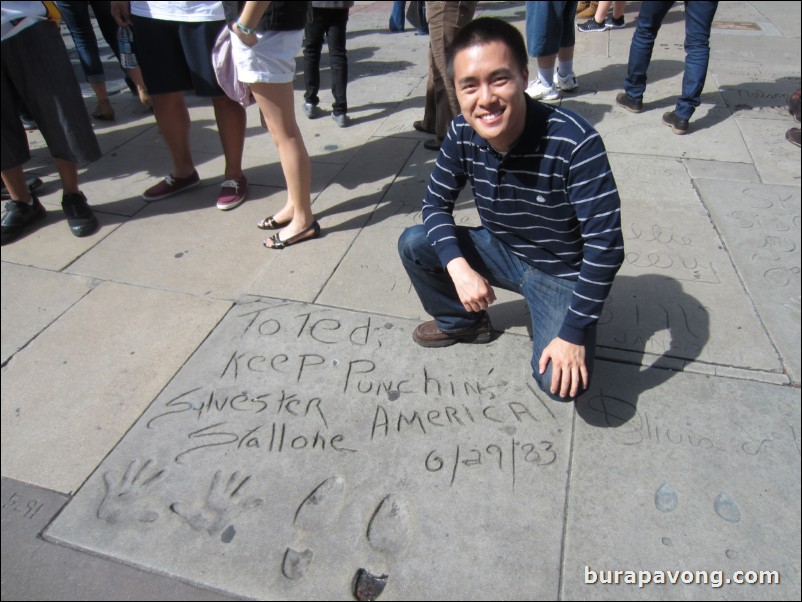 To Ted;
Keep Punchin'
Sylvester America!
Stallone
6/29/83
burapavong.com